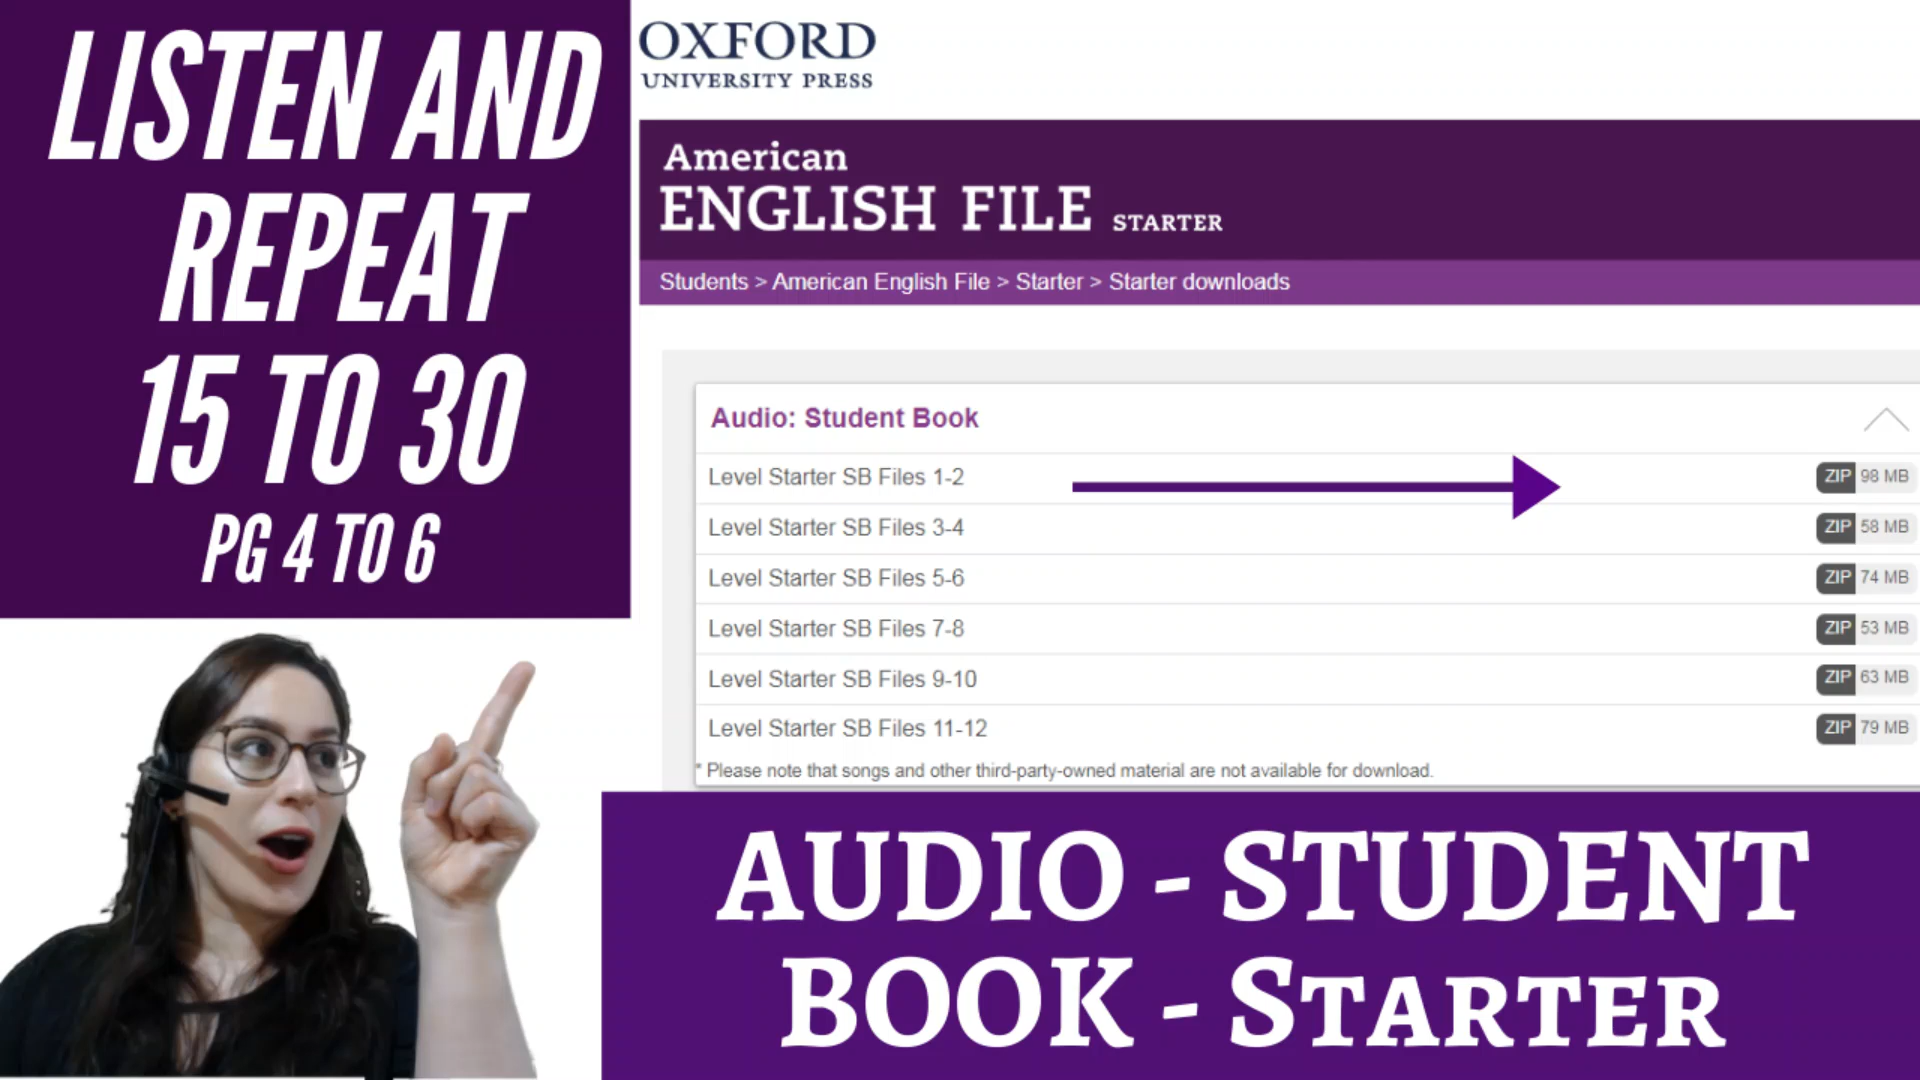 LISTEN AND
REPEAT
15 TO 30
PG 4 TO 6
OXFORD
UNIVERSITY PRESS
American
ENGLISH FILE STARTER
Students > American English File > Starter > Starter downloads
Audio: Student Book
Level Starter SB Files 1-2 ZIP 98 MB
Level Starter SB Files 3-4 ZIP 58 MB
Level Starter SB Files 5-6 ZIP 74 MB
Level Starter SB Files 7-8 ZIP 53 MB
Level Starter SB Files 9-10 ZIP 63 MB
Level Starter SB Files 11-12 ZIP 79 MB
* Please note that songs and other third-party-owned material are not available for download.
AUDIO - STUDENT
BOOK - STARTER